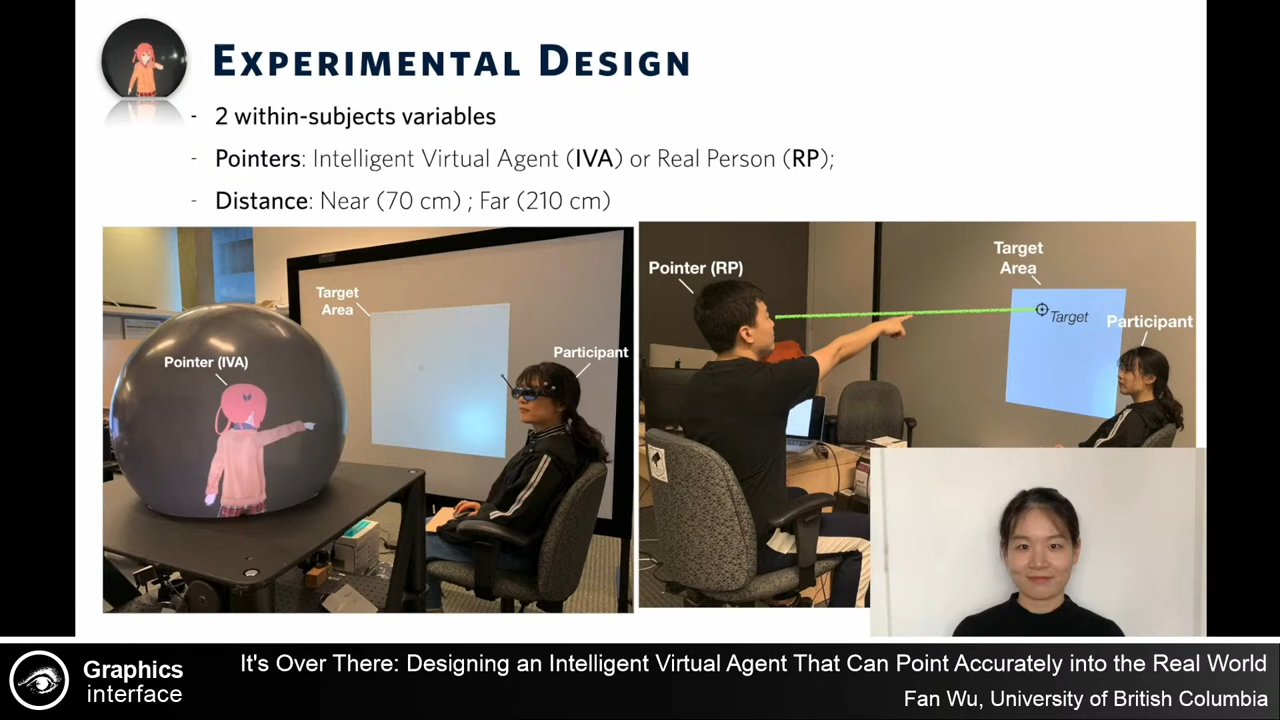 EXPERIMENTAL DESIGN
- 2 within-subjects variables
- Pointers: Intelligent Virtual Agent (IVA) or Real Person (RP);
- Distance: Near (70 cm) ; Far (210 cm)
Target
Area
Pointer (IVA)
Participant
Pointer (RP)
Target
Area
Target
Participant
Graphics
interface
It's Over There: Designing an Intelligent Virtual Agent That Can Point Accurately into the Real World
Fan Wu, University of British Columbia